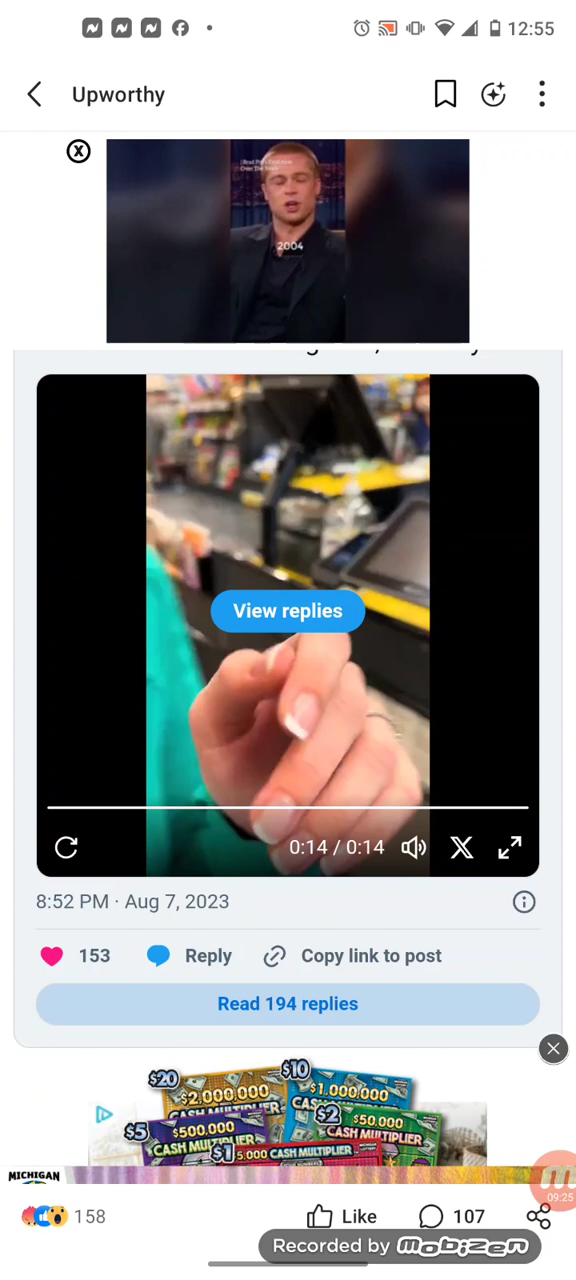 12:55
Upworthy
2004
View replies
0:14 / 0:14
8:52 PM · Aug 7, 2023
153 Reply Copy link to post
Read 194 replies
$20 $10
$2,000,000 $1,000,000
$5 $500,000 $2 $50,000
CASH MULTIPLIER CASH MULTIPLIER
$1 5,000 CASH MULTIPLIER
MICHIGAN
09:25
158 Like 107
Recorded by mobizen